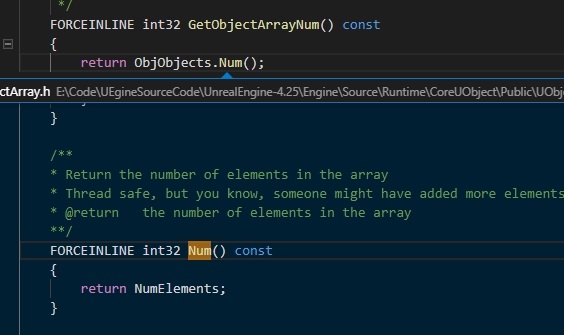 */
FORCEINLINE int32 GetObjectArrayNum() const
{
return ObjObjects.Num();
ctArray.h E:\Code\UEgineSourceCode\UnrealEngine-4.25\Engine\Source\Runtime\CoreUObject\Public\UObj
}
/**
* Return the number of elements in the array
* Thread safe, but you know, someone might have added more elements
* @return the number of elements in the array
**/
FORCEINLINE int32 Num() const
{
return NumElements;
}